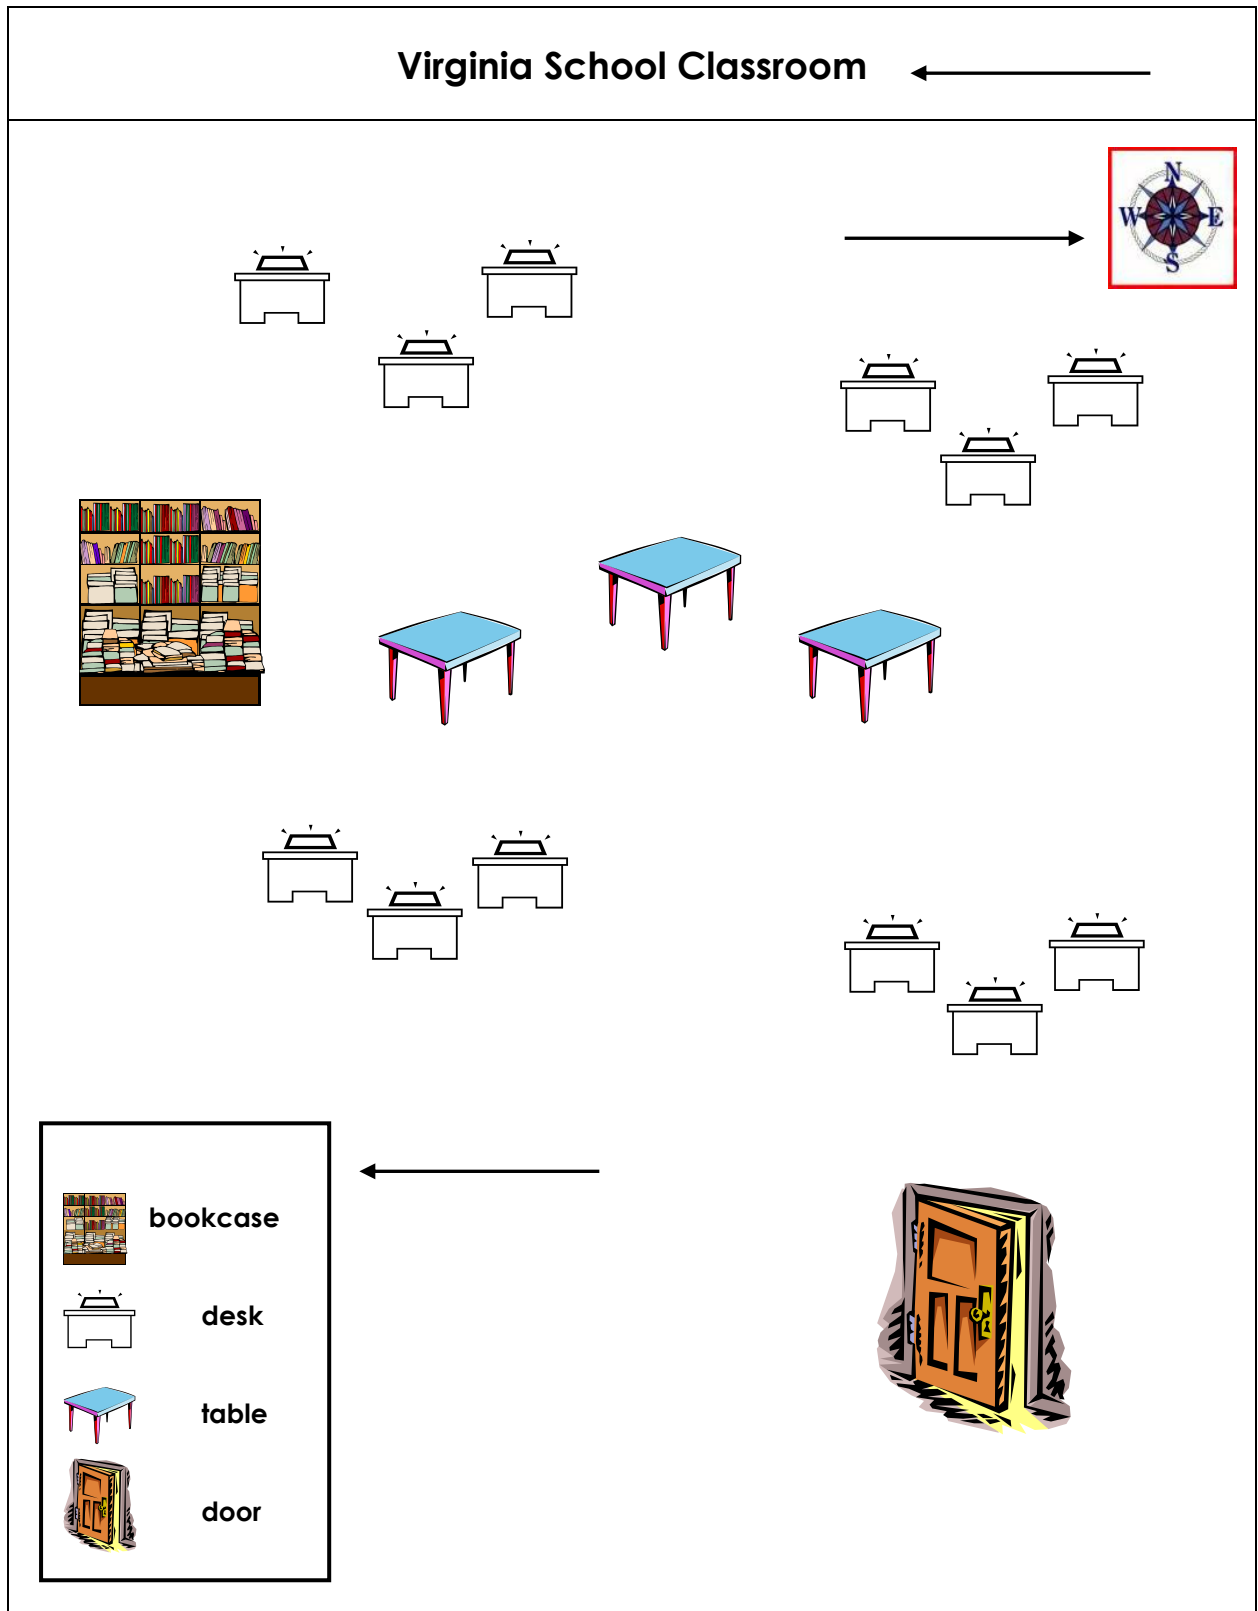 Virginia School Classroom
N
W E
S
bookcase
desk
table
door